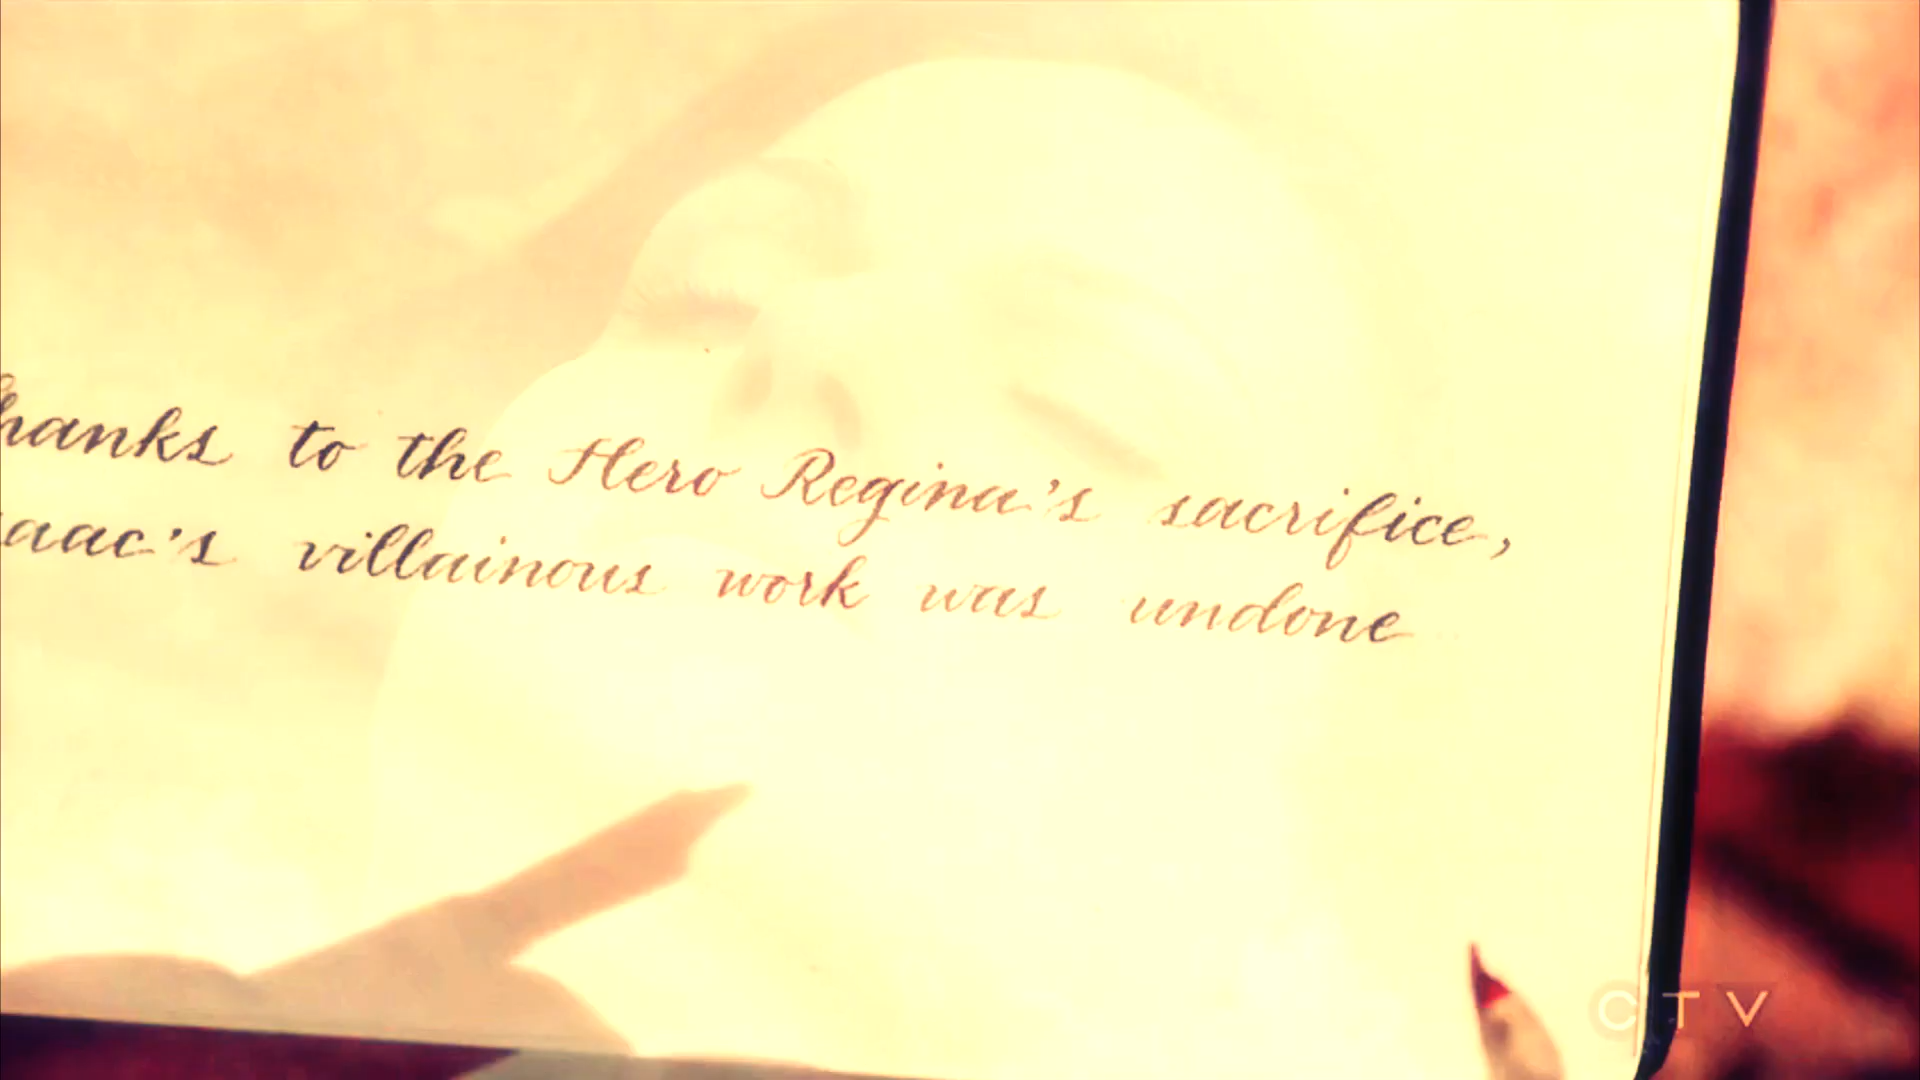 hanks to the Hero Regina's sacrifice,
aac's villainous work was undone
CTV